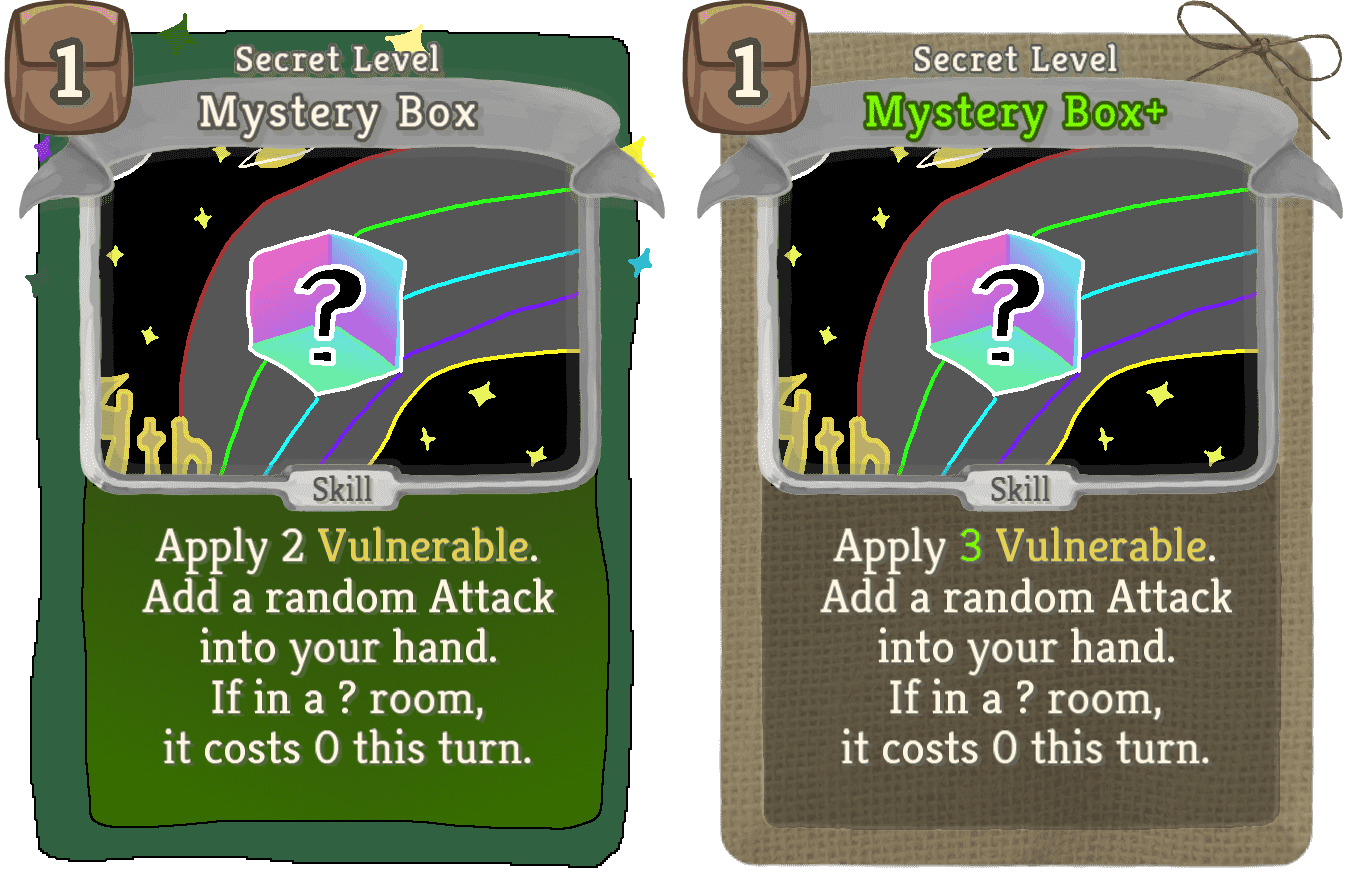 1
Secret Level
Mystery Box
?
Skill
Apply 2 Vulnerable.
Add a random Attack
into your hand.
If in a ? room,
it costs 0 this turn.
1
Secret Level
Mystery Box+
?
Skill
Apply 3 Vulnerable.
Add a random Attack
into your hand.
If in a ? room,
it costs 0 this turn.